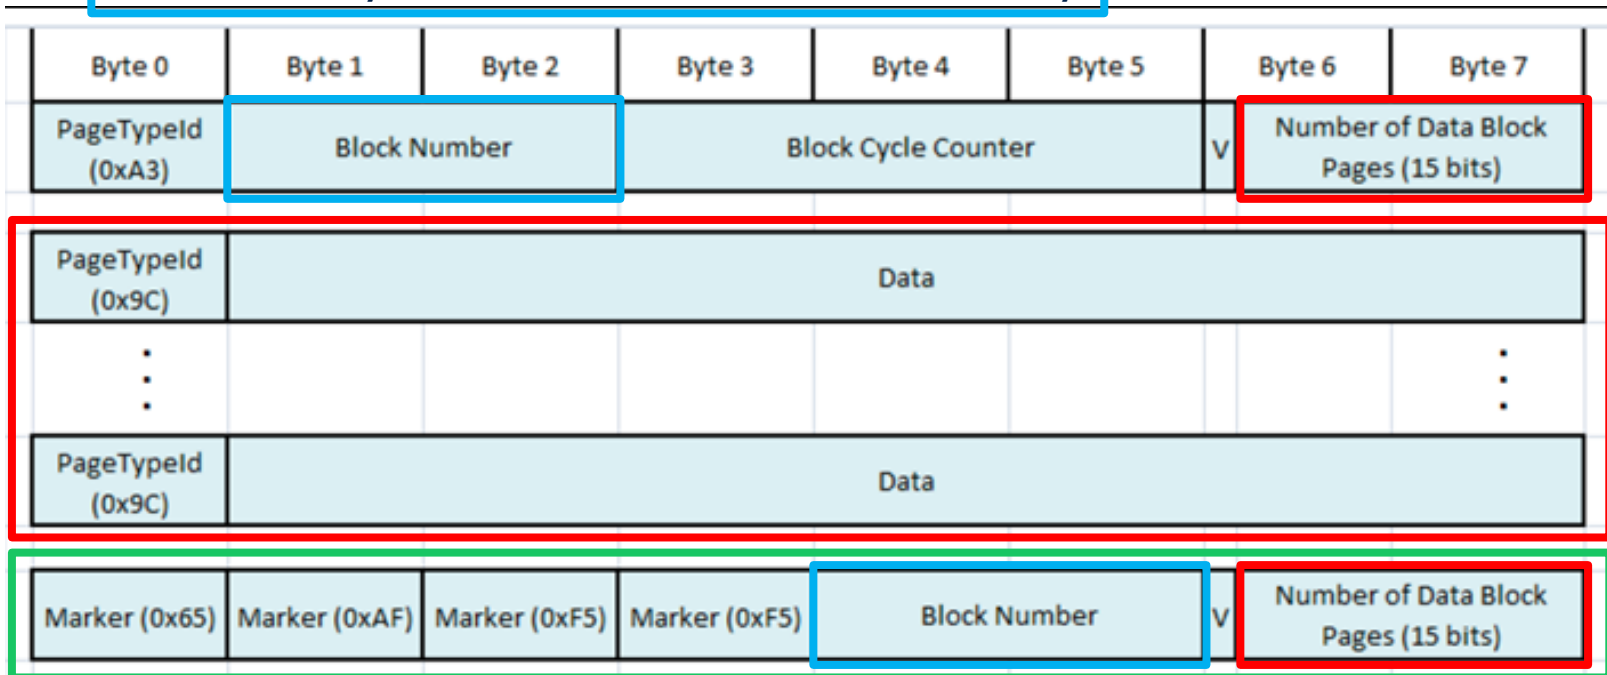 Byte 0 Byte 1 Byte 2 Byte 3 Byte 4 Byte 5 Byte 6 Byte 7
PageTypeId
(0xA3)
Block Number
Block Cycle Counter
V
Number of Data Block
Pages (15 bits)
PageTypeId
(0x9C)
Data
PageTypeId
(0x9C)
Data
Marker (0x65) Marker (0xAF) Marker (0xF5) Marker (0xF5)
Block Number
V
Number of Data Block
Pages (15 bits)